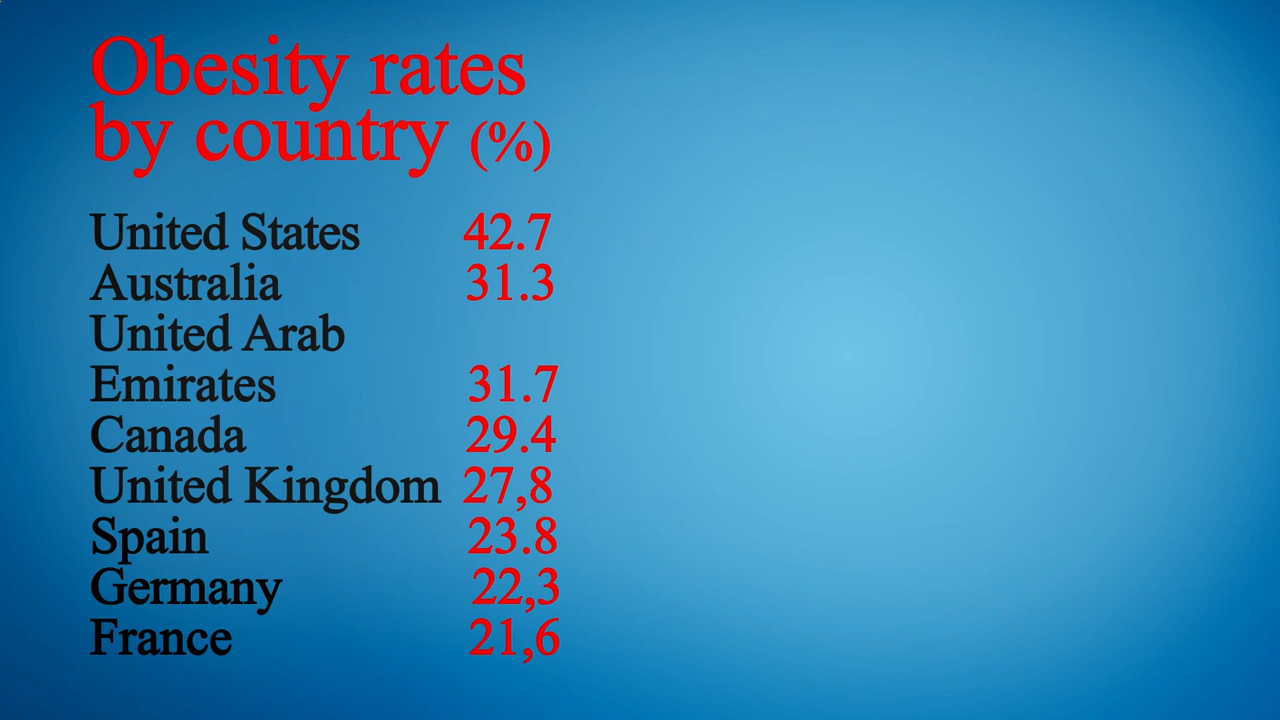 Obesity rates
by country (%)
United States 42.7
Australia 31.3
United Arab
Emirates 31.7
Canada 29.4
United Kingdom 27,8
Spain 23.8
Germany 22,3
France 21,6